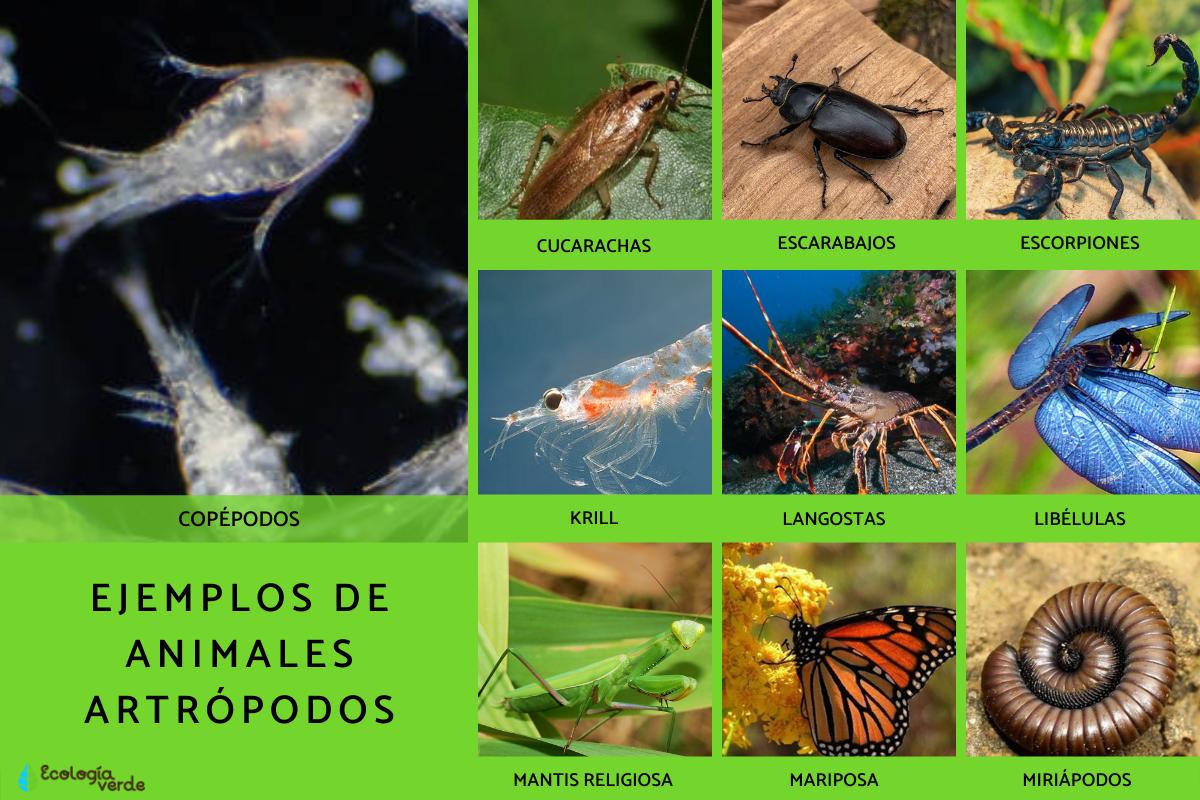 COPÉPODOS
CUCARACHAS
ESCARABAJOS
ESCORPIONES
KRILL
LANGOSTAS
LIBÉLULAS
MANTIS RELIGIOSA
MARIPOSA
MIRIÁPODOS
EJEMPLOS DE
ANIMALES
ARTRÓPODOS
Ecología
verde